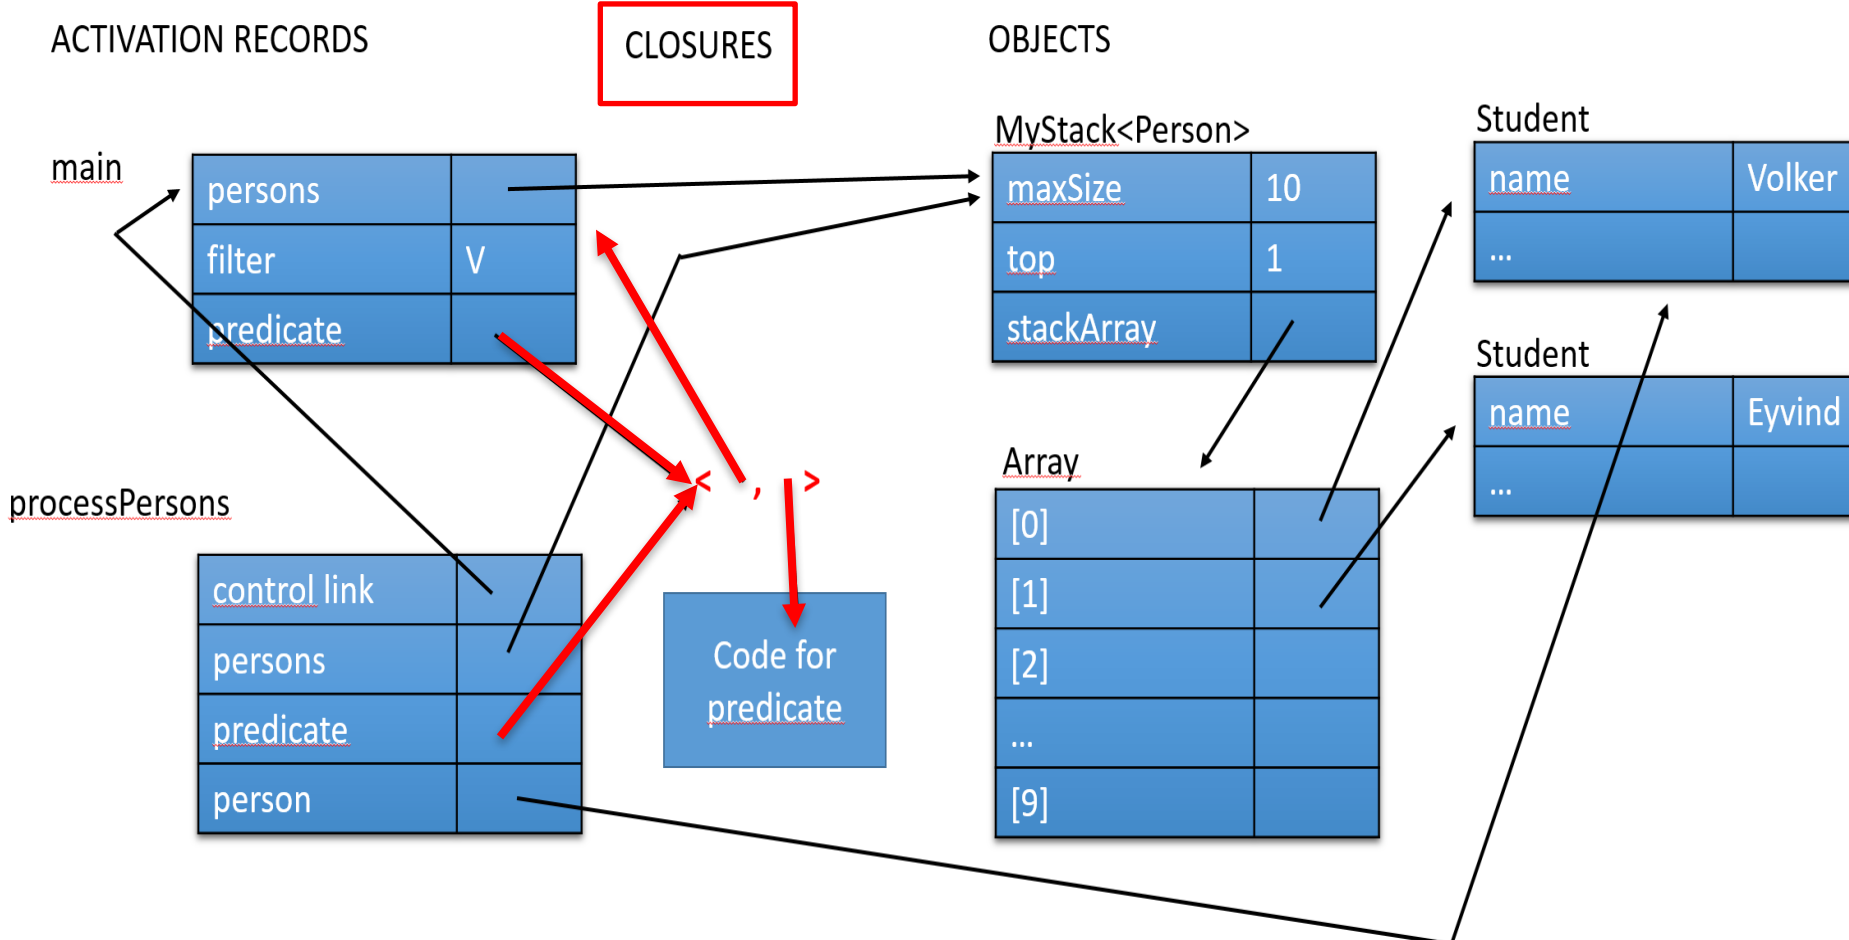 ACTIVATION RECORDS
CLOSURES
OBJECTS
main
persons
filter V
predicate
MyStack<Person>
maxSize 10
top 1
stackArray
Student
name Volker
...
Student
name Eyvind
...
< , >
processPersons
control link
persons
predicate
person
Code for
predicate
Array
[0]
[1]
[2]
...
[9]